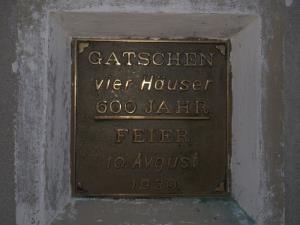 GATSCHEN
vier Häuser
600 JAHR
FEIER
10 August